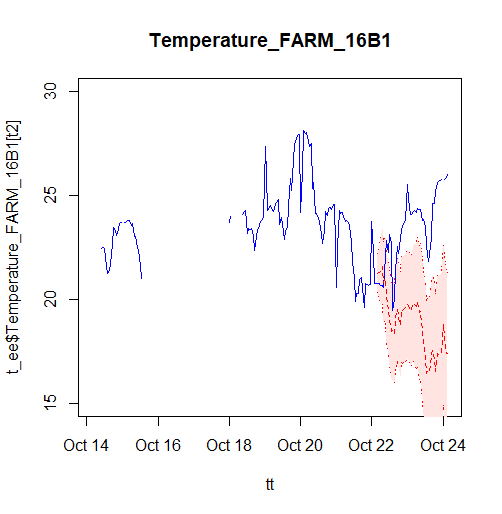 Temperature_FARM_16B1
t_ee$Temperature_FARM_16B1[t2]
30
25
20
15
Oct 14 Oct 16 Oct 18 Oct 20 Oct 22 Oct 24
tt